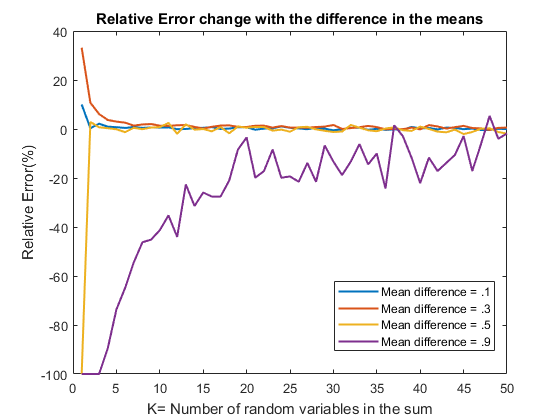 Relative Error change with the difference in the means
40
20
0
-20
-40
-60
-80
-100
Relative Error(%)
Mean difference = .1
Mean difference = .3
Mean difference = .5
Mean difference = .9
0 5 10 15 20 25 30 35 40 45 50
K= Number of random variables in the sum